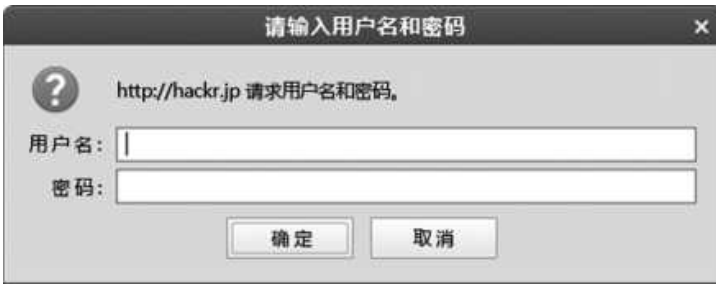 请输入用户名和密码 ×
? http://hackr.jp 请求用户名和密码。
用户名:
密码:
确定 取消